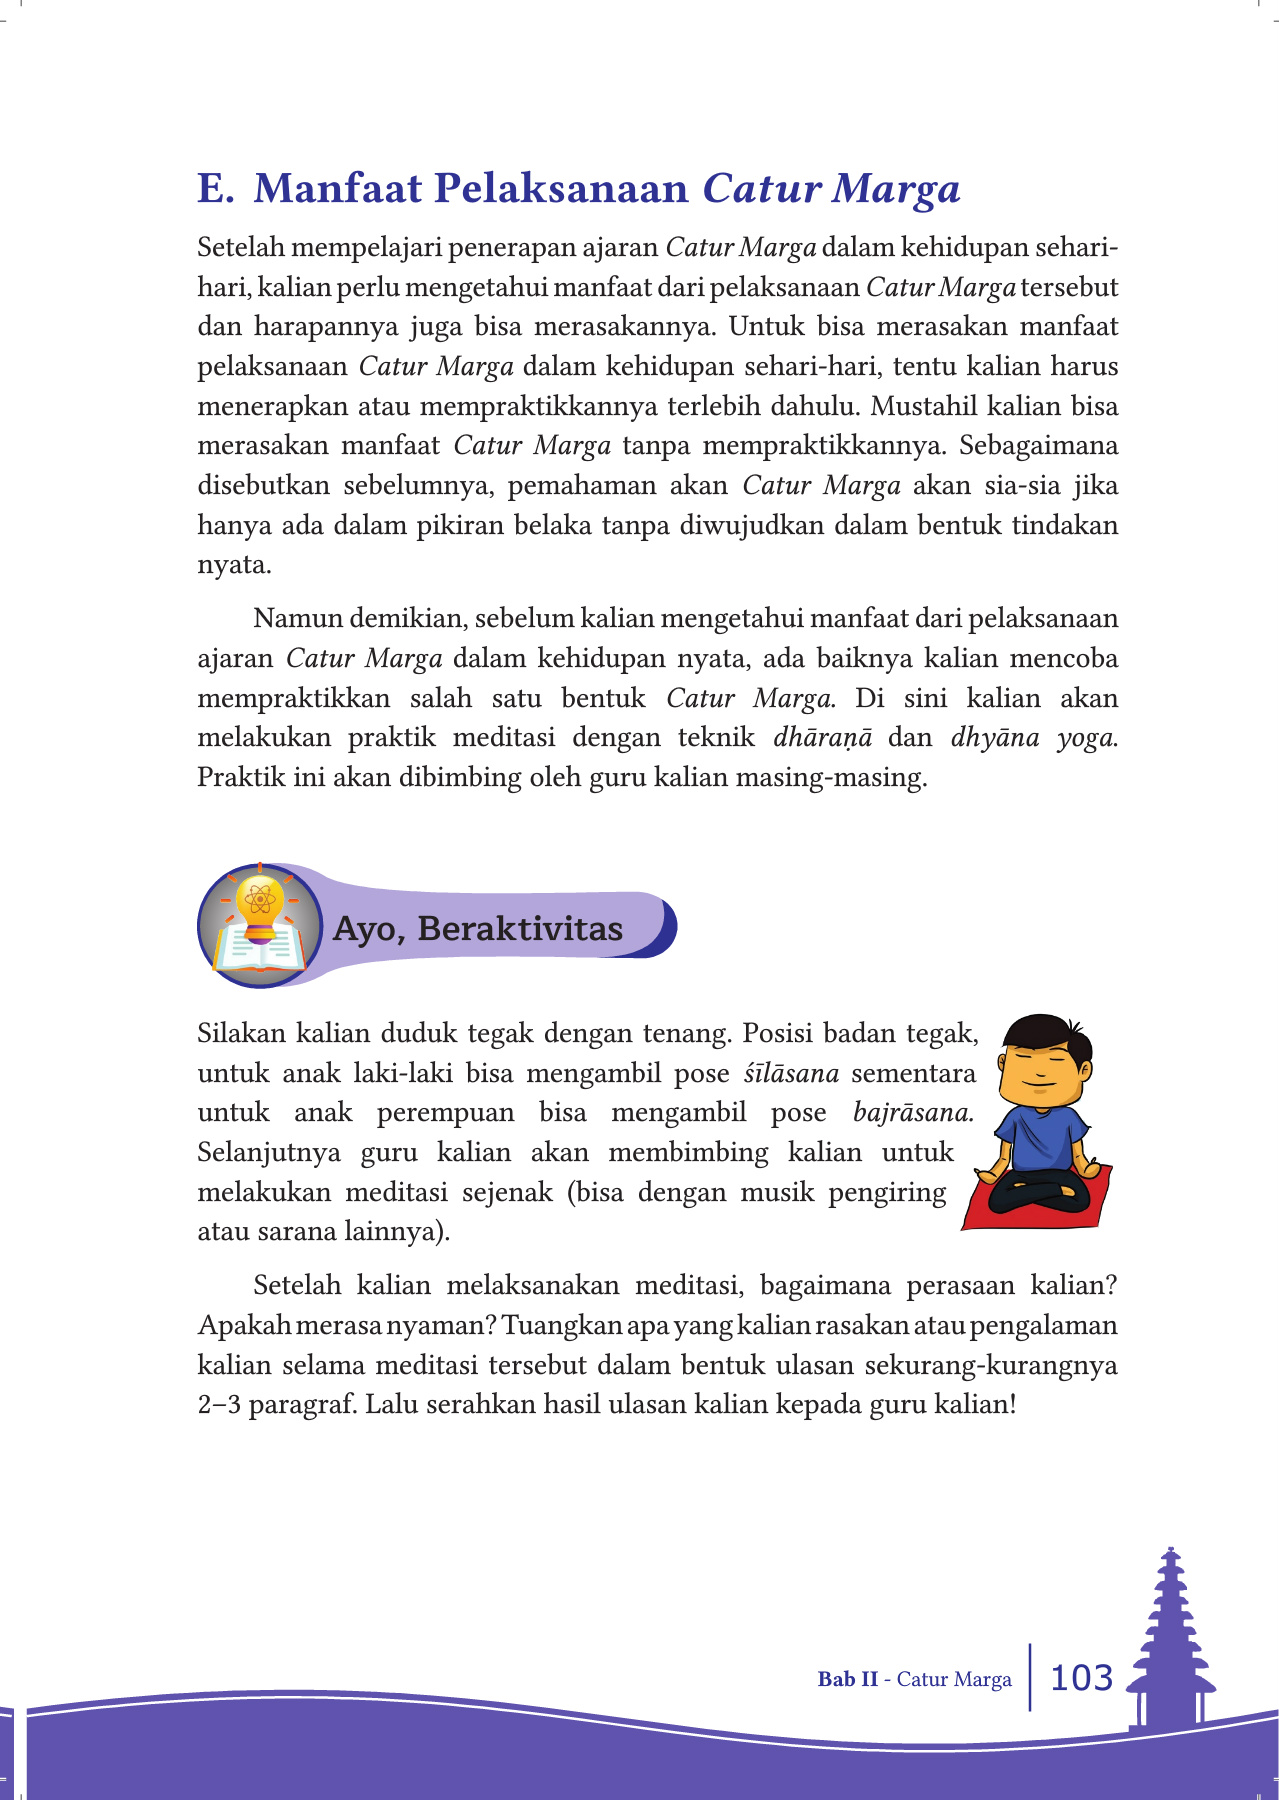 E. Manfaat Pelaksanaan Catur Marga
Setelah mempelajari penerapan ajaran Catur Marga dalam kehidupan sehari-
hari, kalian perlu mengetahui manfaat dari pelaksanaan Catur Marga tersebut
dan harapannya juga bisa merasakannya. Untuk bisa merasakan manfaat
pelaksanaan Catur Marga dalam kehidupan sehari-hari, tentu kalian harus
menerapkan atau mempraktikkannya terlebih dahulu. Mustahil kalian bisa
merasakan manfaat Catur Marga tanpa mempraktikkannya. Sebagaimana
disebutkan sebelumnya, pemahaman akan Catur Marga akan sia-sia jika
hanya ada dalam pikiran belaka tanpa diwujudkan dalam bentuk tindakan
nyata.
Namun demikian, sebelum kalian mengetahui manfaat dari pelaksanaan
ajaran Catur Marga dalam kehidupan nyata, ada baiknya kalian mencoba
mempraktikkan salah satu bentuk Catur Marga. Di sini kalian akan
melakukan praktik meditasi dengan teknik dhāraṇā dan dhyāna yoga.
Praktik ini akan dibimbing oleh guru kalian masing-masing.
Ayo, Beraktivitas
Silakan kalian duduk tegak dengan tenang. Posisi badan tegak,
untuk anak laki-laki bisa mengambil pose śīlāsana sementara
untuk anak perempuan bisa mengambil pose bajrāsana.
Selanjutnya guru kalian akan membimbing kalian untuk
melakukan meditasi sejenak (bisa dengan musik pengiring
atau sarana lainnya).
Setelah kalian melaksanakan meditasi, bagaimana perasaan kalian?
Apakah merasa nyaman? Tuangkan apa yang kalian rasakan atau pengalaman
kalian selama meditasi tersebut dalam bentuk ulasan sekurang-kurangnya
2–3 paragraf. Lalu serahkan hasil ulasan kalian kepada guru kalian!
Bab II - Catur Marga 103